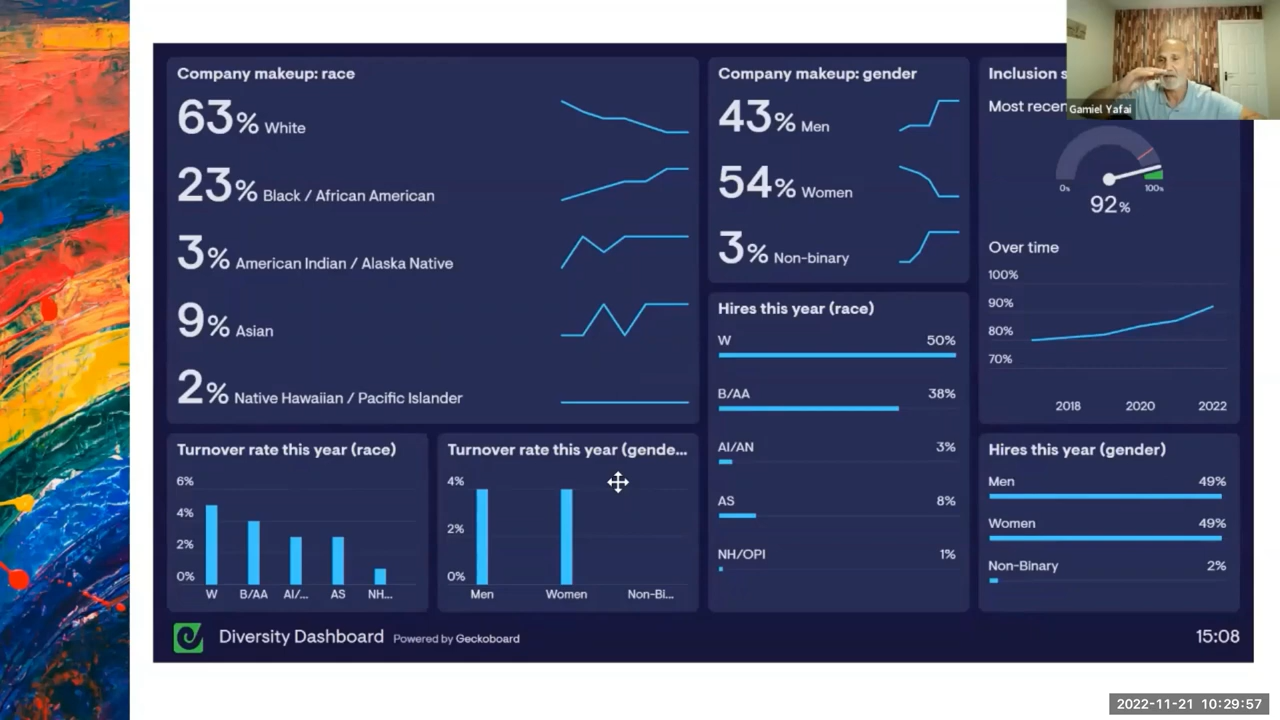 Company makeup: race
63% White
23% Black / African American
3% American Indian / Alaska Native
9% Asian
2% Native Hawaiian / Pacific Islander
Company makeup: gender
43% Men
54% Women
3% Non-binary
Inclusion s
Most recen
Gamiel Yafai
0% 100%
92%
Over time
100%
90%
80%
70%
2018 2020 2022
Turnover rate this year (race)
6%
4%
2%
0%
W B/AA AI/... AS NH...
Turnover rate this year (gende...
4%
2%
0%
Men Women Non-Bi...
Hires this year (race)
W 50%
B/AA 38%
AI/AN 3%
AS 8%
NH/OPI 1%
Hires this year (gender)
Men 49%
Women 49%
Non-Binary 2%
Diversity Dashboard Powered by Geckoboard
15:08
2022-11-21 10:29:57